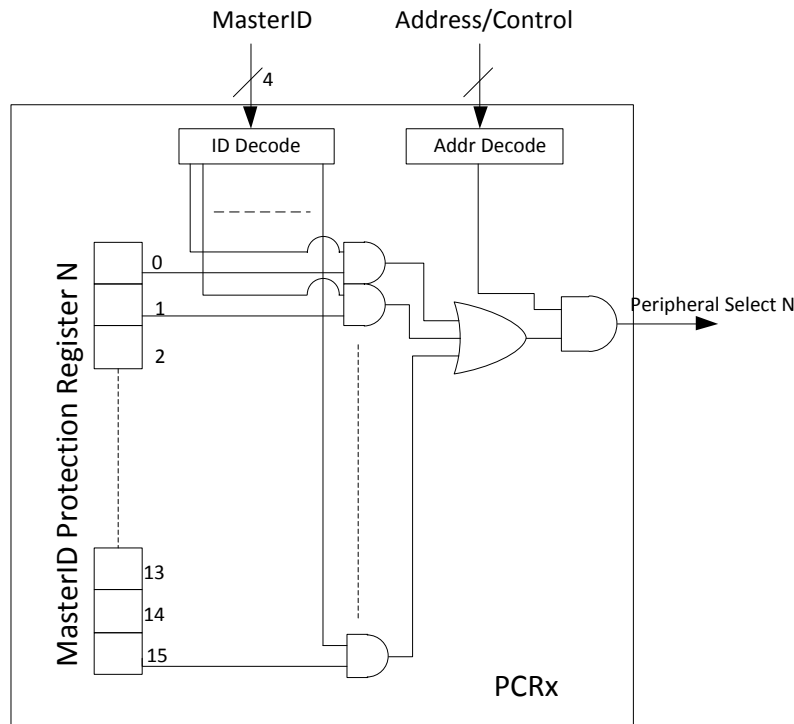 MasterID
Address/Control
4
ID Decode
Addr Decode
MasterID Protection Register N
0
1
2
13
14
15
Peripheral Select N
PCRx